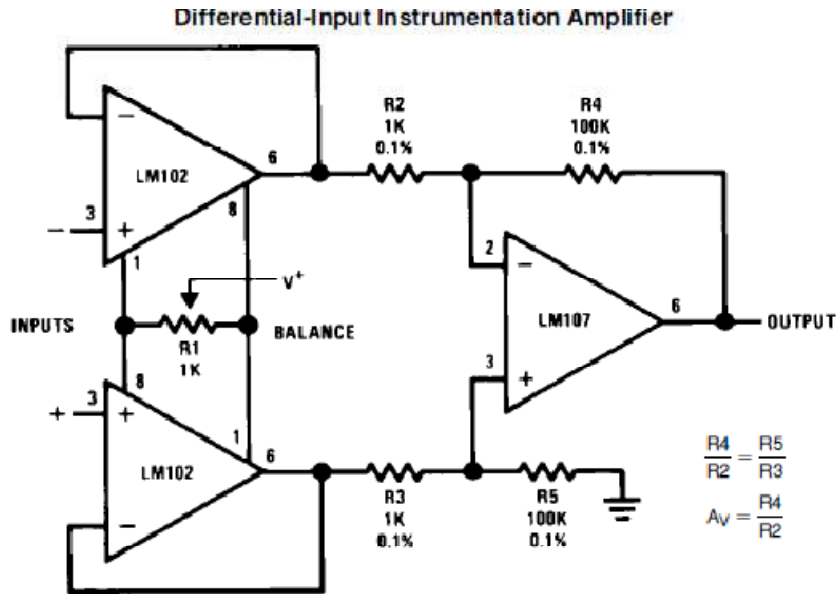 Differential-Input Instrumentation Amplifier
R2
1K
0.1%
R4
100K
0.1%
−
6
LM102
8
3
−
+
1
V+
2
−
INPUTS
R1
1K
BALANCE
LM107
6
OUTPUT
3
+
8
3
+
+
1
6
LM102
−
R3
1K
0.1%
R5
100K
0.1%
R4/R2 = R5/R3
AV = R4/R2